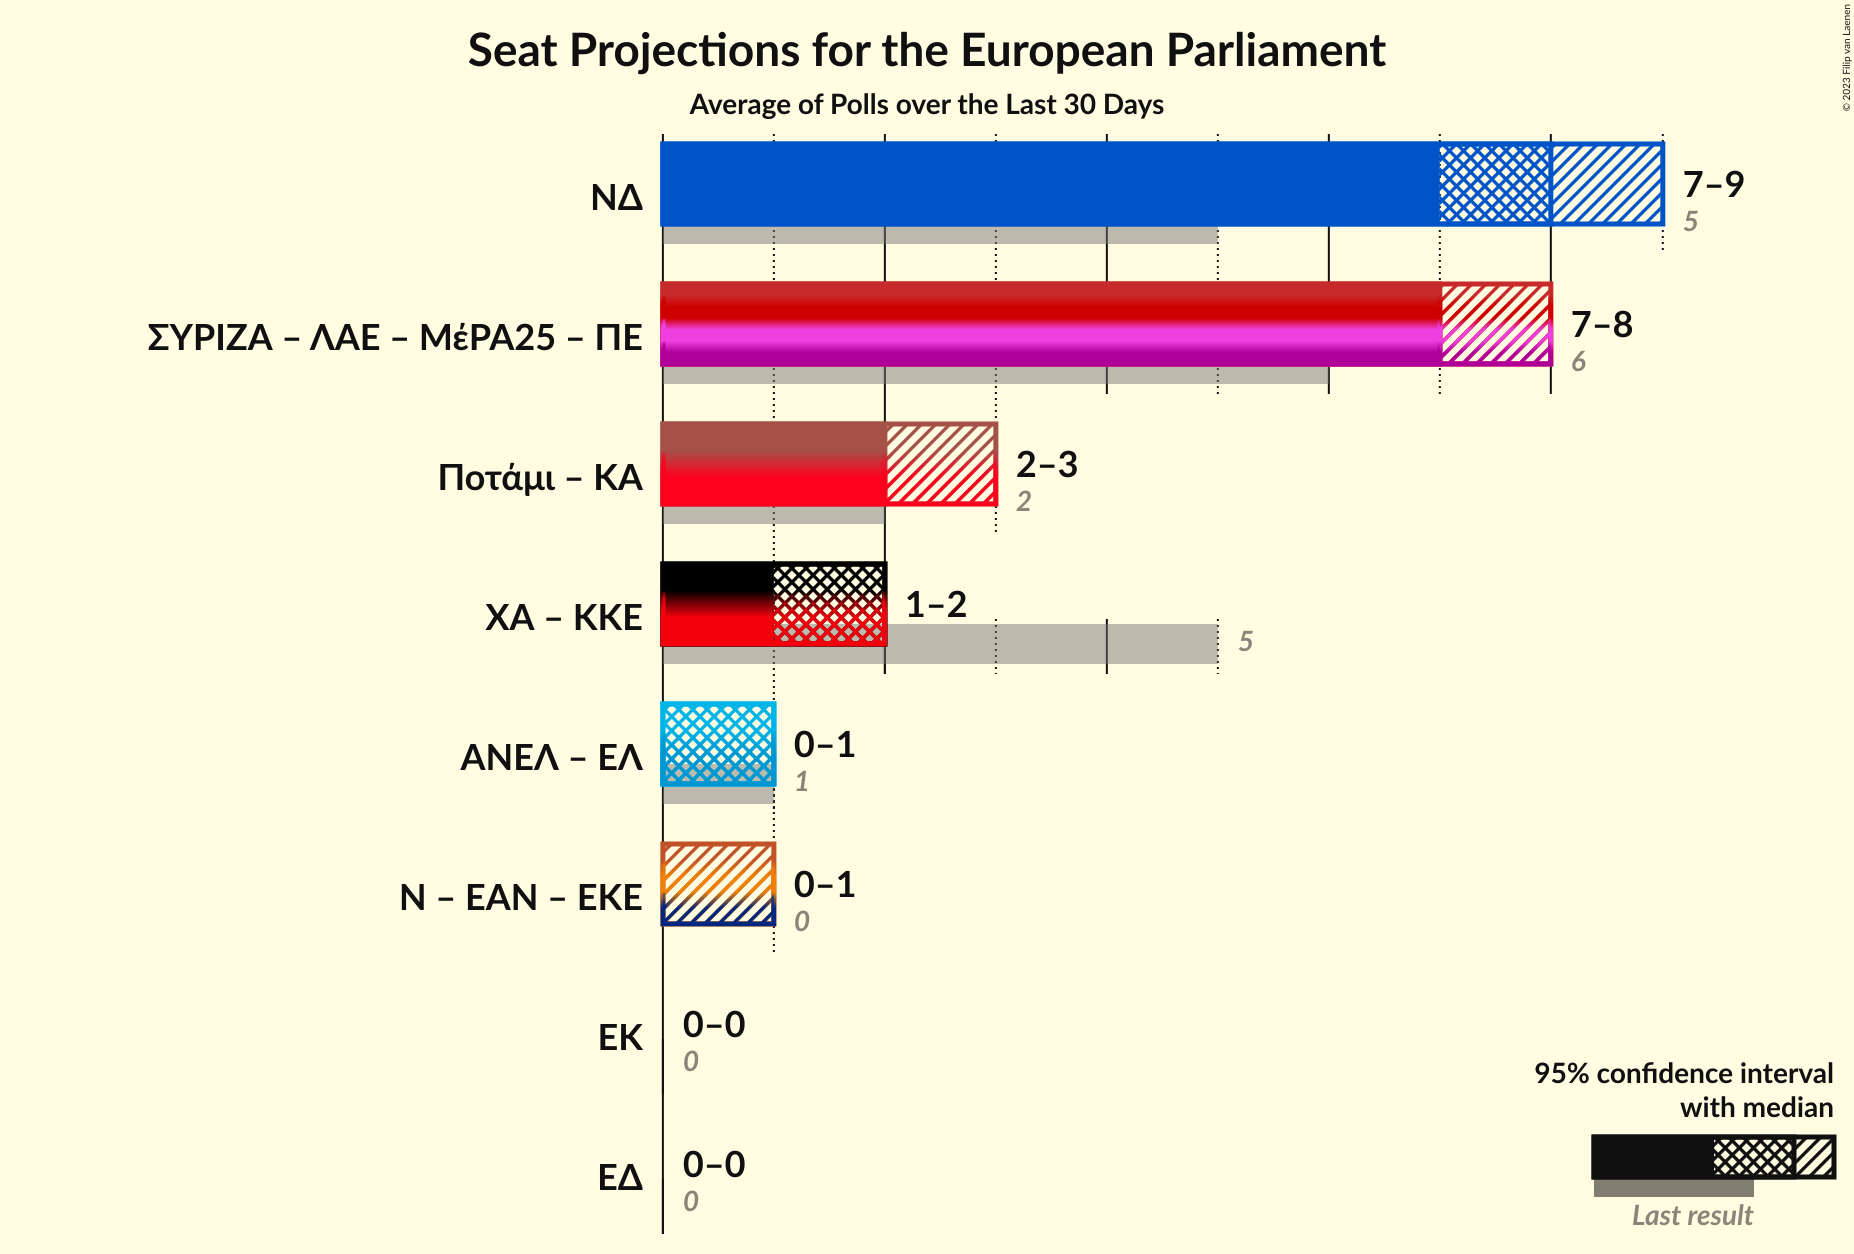 Seat Projections for the European Parliament
Average of Polls over the Last 30 Days
© 2023 Filip van Laenen
ΝΔ
7–9
5
ΣΥΡΙΖΑ – ΛΑΕ – ΜέΡΑ25 – ΠΕ
7–8
6
Ποτάμι – ΚΑ
2–3
2
ΧΑ – ΚΚΕ
1–2
5
ΑΝΕΛ – ΕΛ
0–1
1
Ν – ΕΑΝ – ΕΚΕ
0–1
0
ΕΚ
0–0
0
ΕΔ
0–0
0
95% confidence interval
with median
Last result